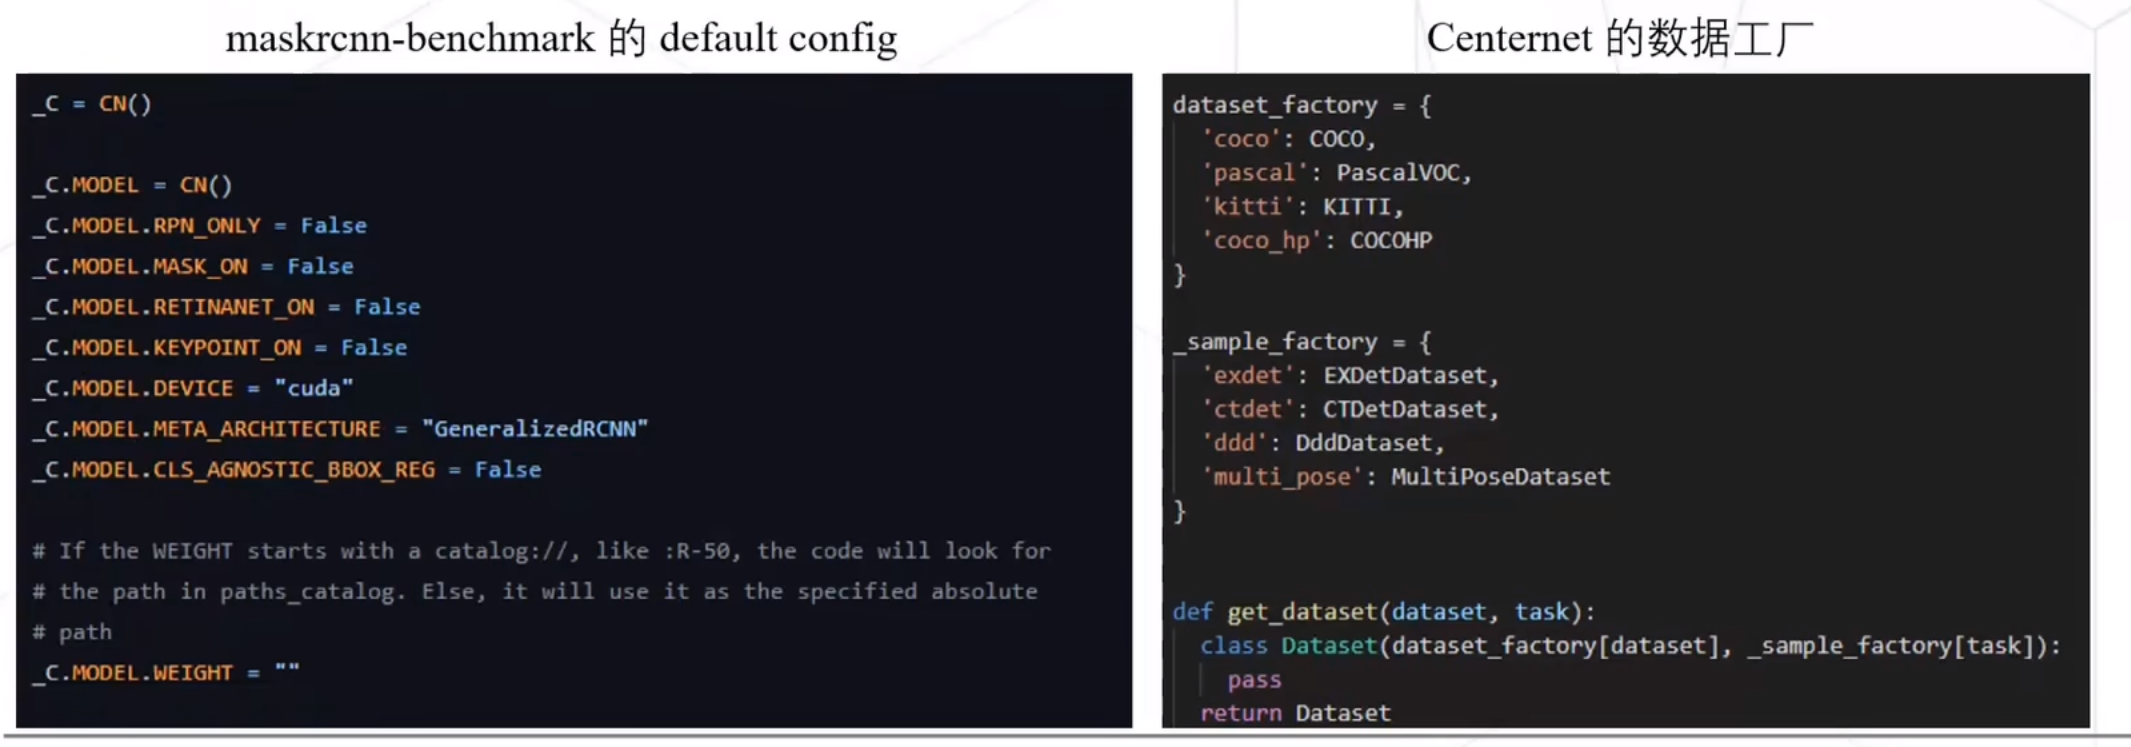 maskrcnn-benchmark 的 default config
_C = CN()
_C.MODEL = CN()
_C.MODEL.RPN_ONLY = False
_C.MODEL.MASK_ON = False
_C.MODEL.RETINANET_ON = False
_C.MODEL.KEYPOINT_ON = False
_C.MODEL.DEVICE = "cuda"
_C.MODEL.META_ARCHITECTURE = "GeneralizedRCNN"
_C.MODEL.CLS_AGNOSTIC_BBOX_REG = False
# If the WEIGHT starts with a catalog://, like :R-50, the code will look for
# the path in paths_catalog. Else, it will use it as the specified absolute
# path
_C.MODEL.WEIGHT = ""
Centernet 的数据工厂
dataset_factory = {
'coco': COCO,
'pascal': PascalVOC,
'kitti': KITTI,
'coco_hp': COCOHP
}
_sample_factory = {
'exdet': EXDetDataset,
'ctdet': CTDetDataset,
'ddd': DddDataset,
'multi_pose': MultiPoseDataset
}
def get_dataset(dataset, task):
class Dataset(dataset_factory[dataset], _sample_factory[task]):
pass
return Dataset